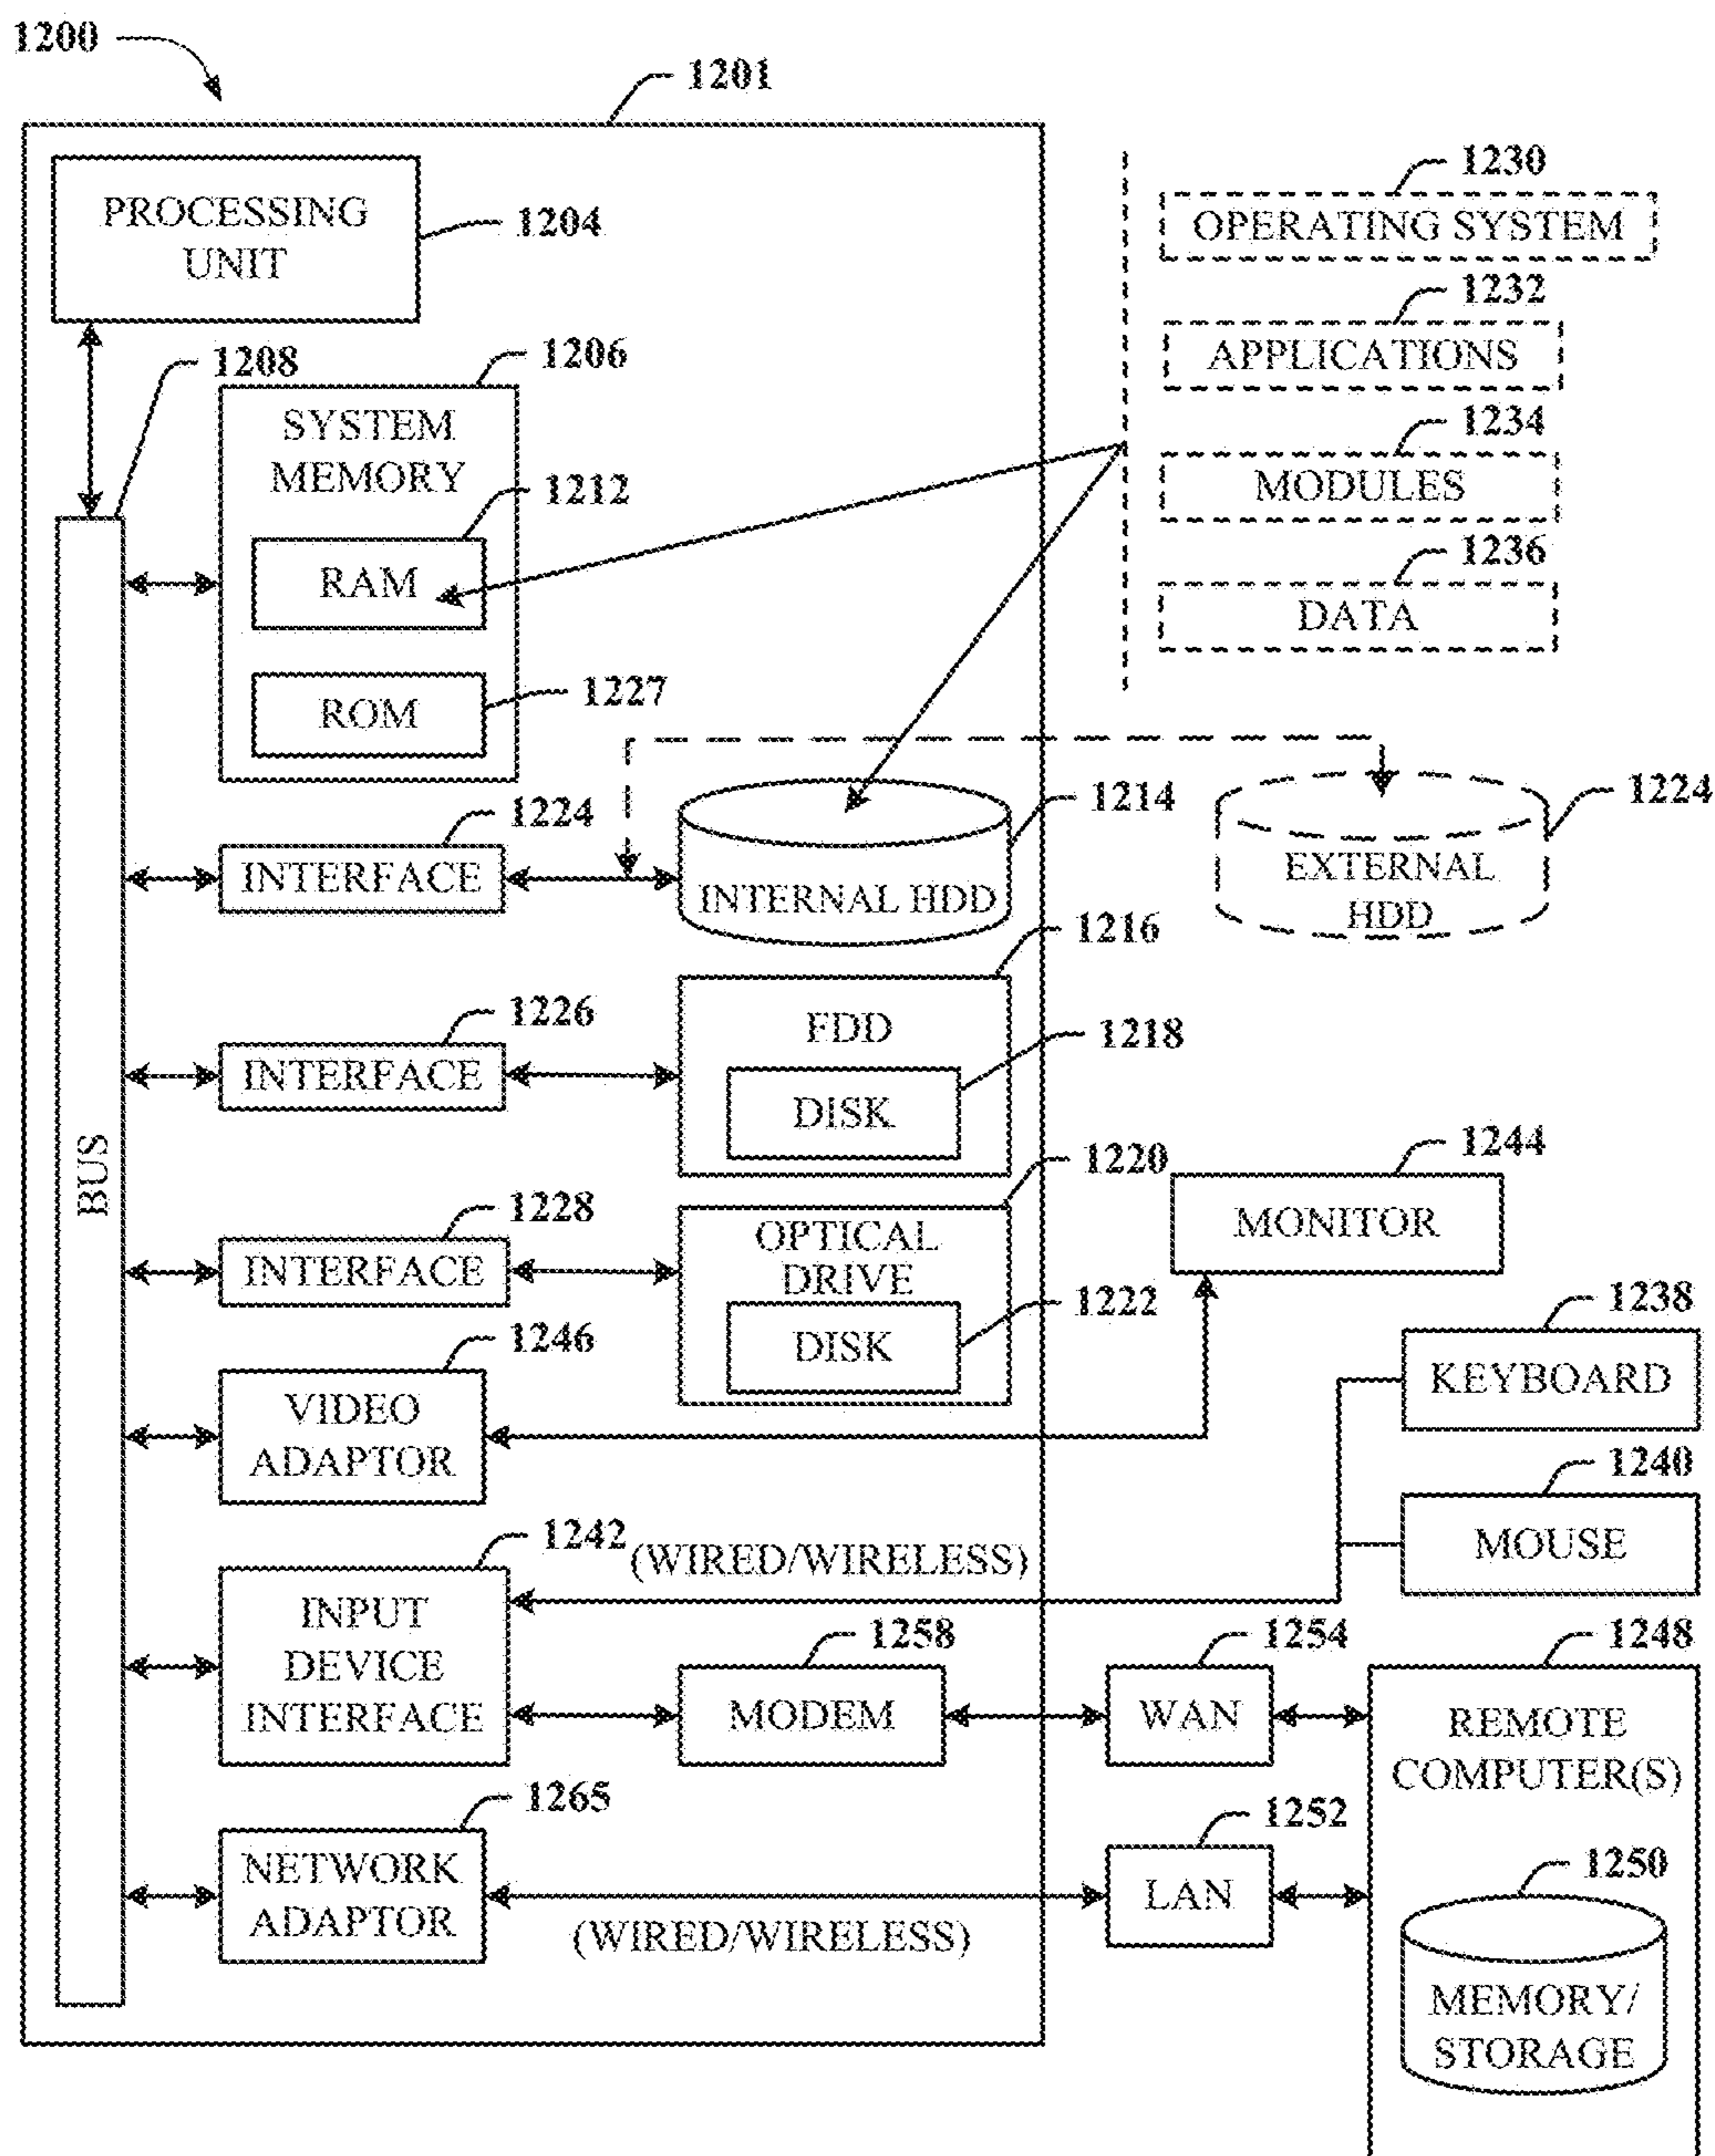 1200
1201
PROCESSING
UNIT
1204
1230
OPERATING SYSTEM
1232
APPLICATIONS
1234
MODULES
1236
DATA
1208
1206
SYSTEM
MEMORY
1212
RAM
1227
ROM
BUS
1224
INTERFACE
1214
INTERNAL HDD
1224
EXTERNAL
HDD
1226
INTERFACE
1216
FDD
1218
DISK
1228
INTERFACE
1220
OPTICAL
DRIVE
1222
DISK
1244
MONITOR
1246
VIDEO
ADAPTOR
1238
KEYBOARD
1240
MOUSE
1242
(WIRED/WIRELESS)
INPUT
DEVICE
INTERFACE
1258
MODEM
1254
WAN
1248
REMOTE
COMPUTER(S)
1265
NETWORK
ADAPTOR
(WIRED/WIRELESS)
1252
LAN
1250
MEMORY/
STORAGE